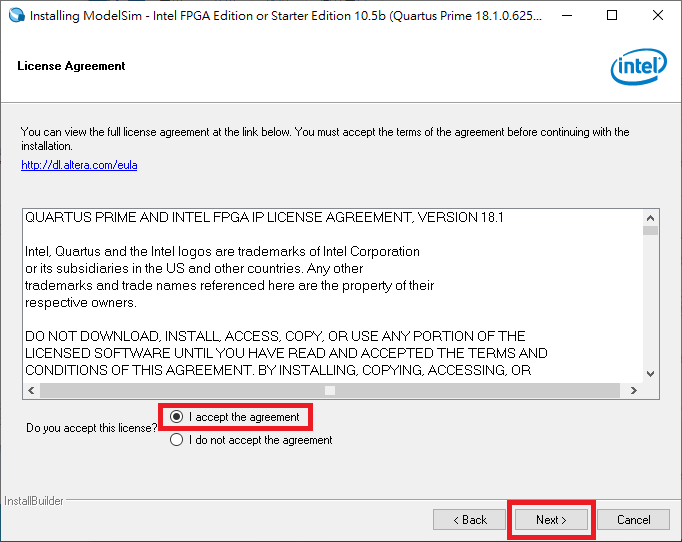 Installing ModelSim - Intel FPGA Edition or Starter Edition 10.5b (Quartus Prime 18.1.0.625...
License Agreement
intel
You can view the full license agreement at the link below. You must accept the terms of the agreement before continuing with the
installation.
http://dl.altera.com/eula
QUARTUS PRIME AND INTEL FPGA IP LICENSE AGREEMENT, VERSION 18.1
Intel, Quartus and the Intel logos are trademarks of Intel Corporation
or its subsidiaries in the US and other countries. Any other
trademarks and trade names referenced here are the property of their
respective owners.
DO NOT DOWNLOAD, INSTALL, ACCESS, COPY, OR USE ANY PORTION OF THE
LICENSED SOFTWARE UNTIL YOU HAVE READ AND ACCEPTED THE TERMS AND
CONDITIONS OF THIS AGREEMENT. BY INSTALLING, COPYING, ACCESSING, OR
Do you accept this license?
I accept the agreement
I do not accept the agreement
InstallBuilder
< Back
Next >
Cancel